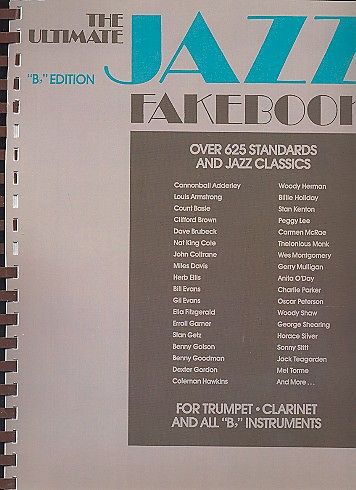 THE
ULTIMATE
JAZZ
"B♭" EDITION
FAKEBOOK
OVER 625 STANDARDS
AND JAZZ CLASSICS
Cannonball Adderley
Louis Armstrong
Count Basie
Clifford Brown
Dave Brubeck
Nat King Cole
John Coltrane
Miles Davis
Herb Ellis
Bill Evans
Gil Evans
Ella Fitzgerald
Erroll Garner
Stan Getz
Benny Golson
Benny Goodman
Dexter Gordon
Coleman Hawkins
Woody Herman
Billie Holiday
Stan Kenton
Peggy Lee
Carmen McRae
Thelonious Monk
Wes Montgomery
Gerry Mulligan
Anita O'Day
Charlie Parker
Oscar Peterson
Woody Shaw
George Shearing
Horace Silver
Sonny Stitt
Jack Teagarden
Mel Torme
And More . . .
FOR TRUMPET • CLARINET
AND ALL "B♭" INSTRUMENTS